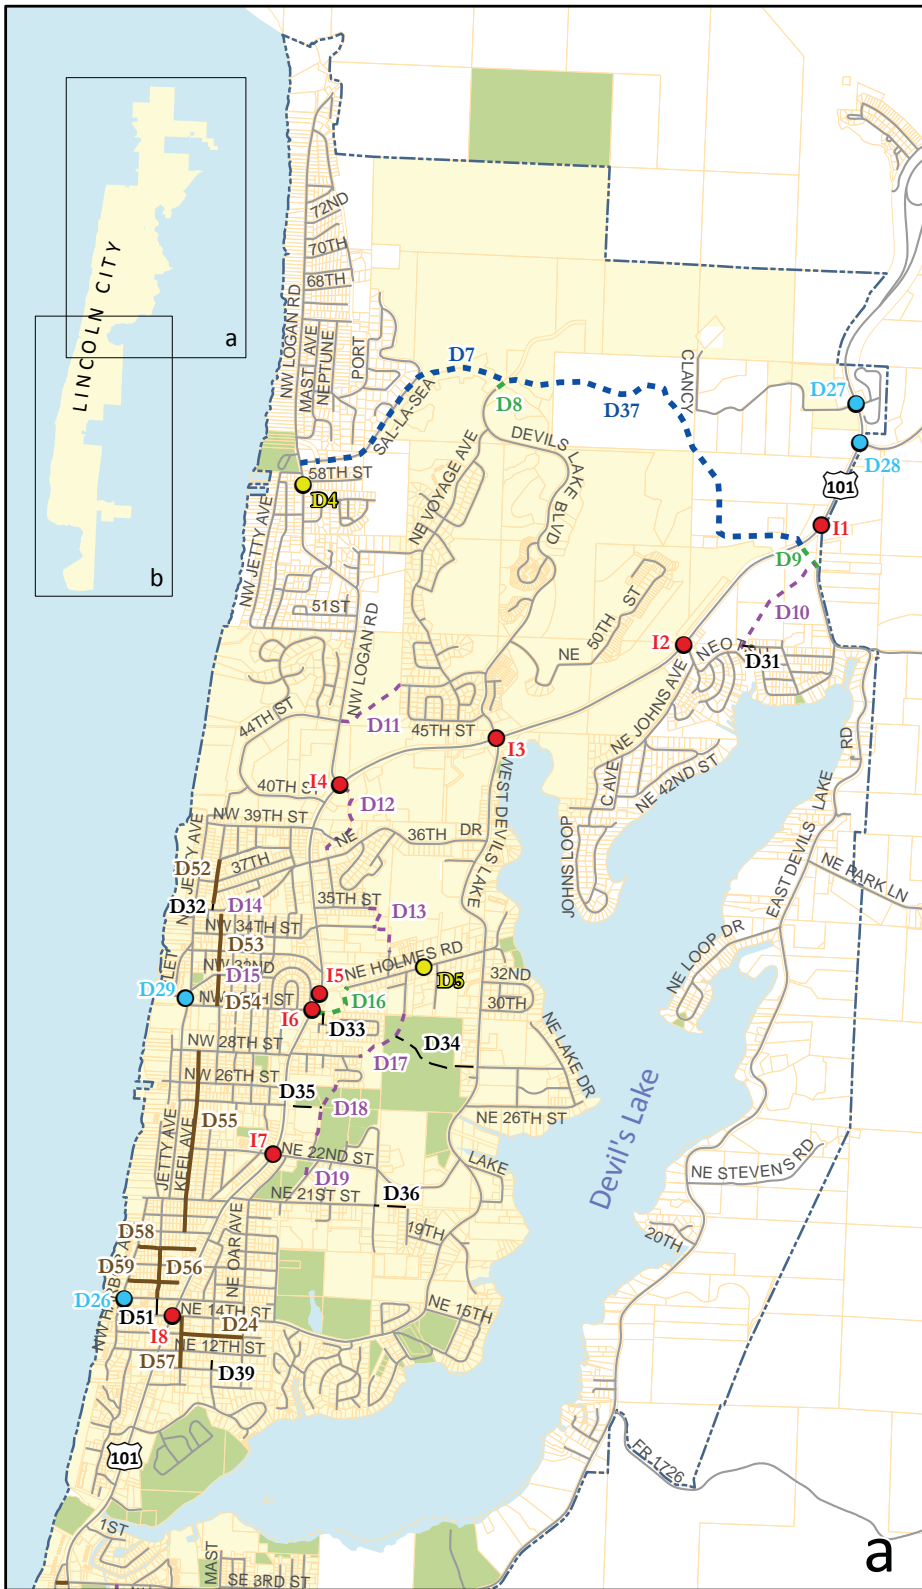 72ND
70TH
68TH
NW LOGAN RD
MAST AVE
NEPTUNE
PORT
LINCOLN CITY
a
b
D7
D8
D37
CLANCY
D27
D28
SAL-LA-SEA
DEVILS LAKE BLVD
NE VOYAGE AVE
58TH ST
D4
101
I1
D9
NW JETTY AVE
51ST
NW LOGAN RD
NE 50TH ST
D10
I2
NEOT
D31
NE JOHNS AVE
D11
44TH ST
45TH ST
I3
I4
40TH ST
D12
C AVE
NE 42ND ST
WEST DEVILS LAKE
EAST DEVILS LAKE RD
NW 39TH ST
NE 36TH DR
JOHNS LOOP
NE PARK LN
D52
37TH
D32
D14
35TH ST
D13
NW 34TH ST
D53
NE HOLMES RD
NE LOOP DR
D15
D5
32ND
D29
I5
D54
D16
30TH
I6
D33
NW 28TH ST
D34
D17
NE LAKE DR
NW 26TH ST
D35
D18
NE 26TH ST
Devil's Lake
D55
JETTY AVE
KEEL AVE
I7
NE 22ND ST
LAKE
NE STEVENS RD
D19
NE 21ST ST
D36
19TH
20TH
D58
D59
D56
NE OAR AVE
D26
D51
NE 14TH ST
NE 15TH
I8
D24
NE 12TH ST
D57
D39
101
FR 1726
1ST
MAST
SE 3RD ST
a